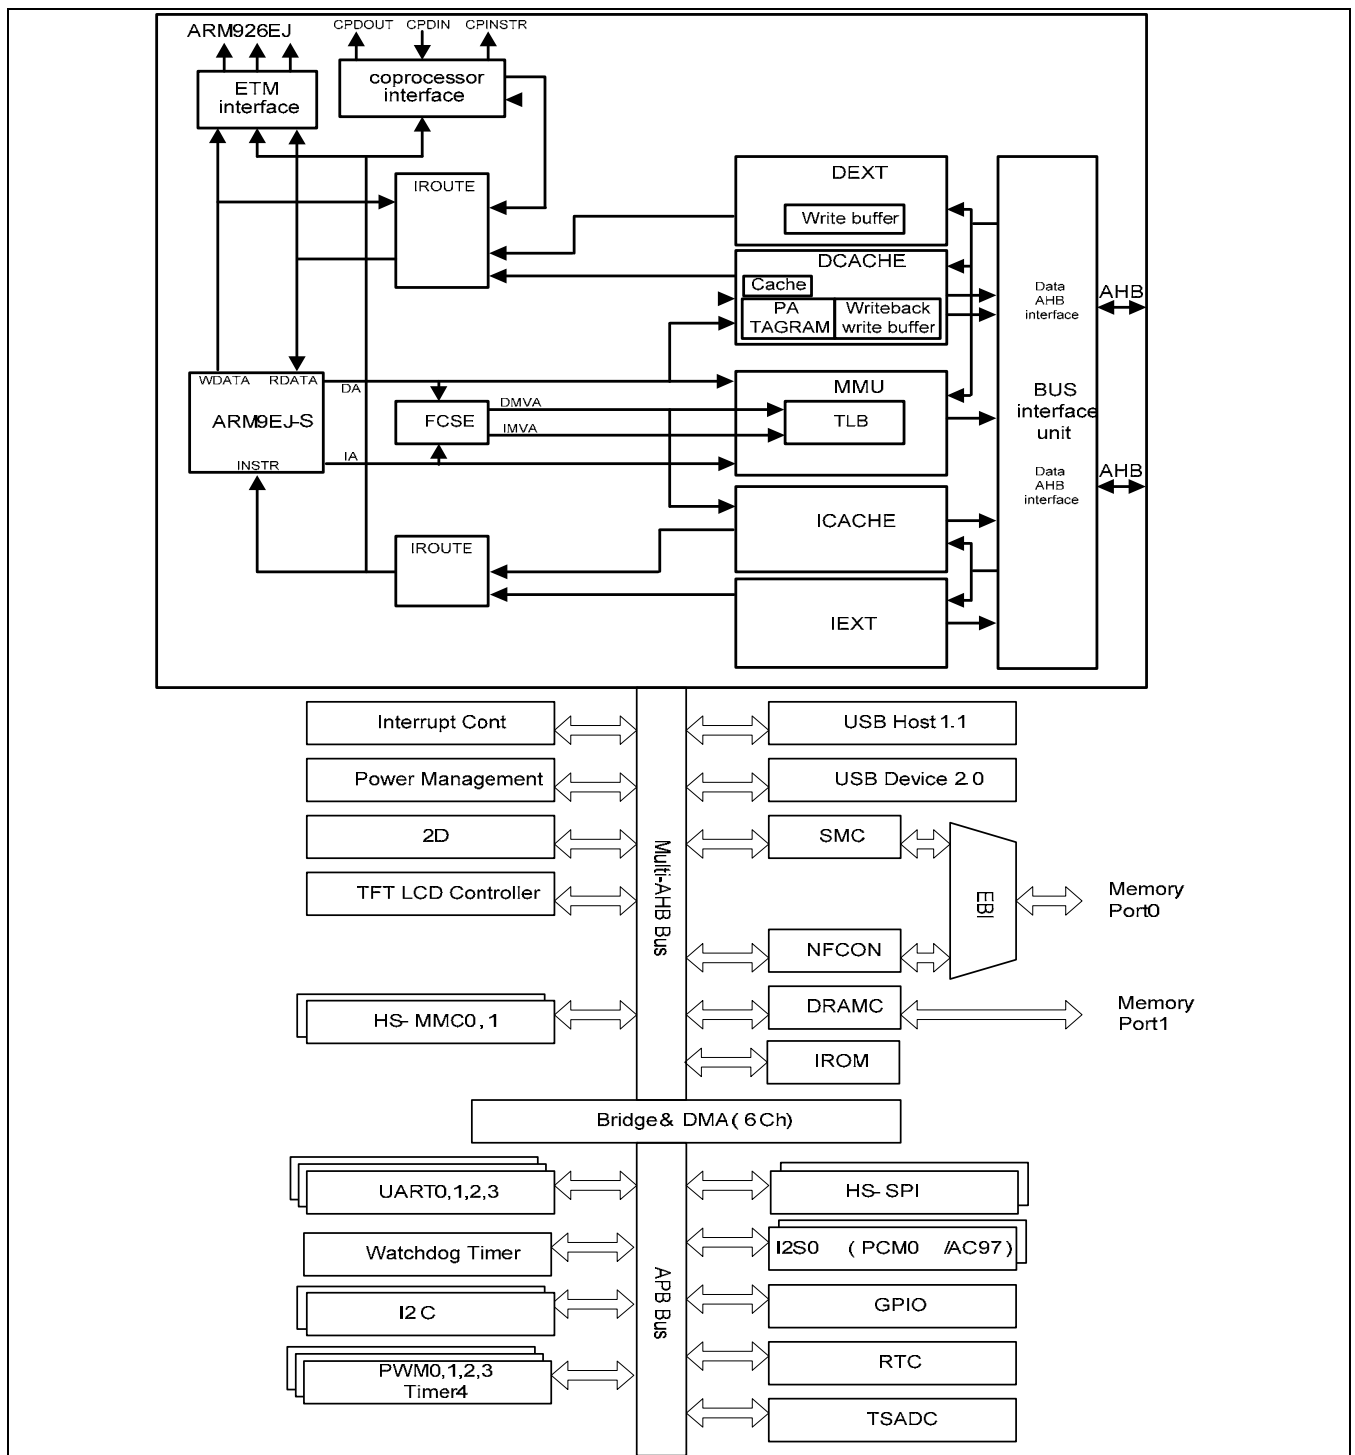 ARM926EJ
CPDOUT CPDIN CPINSTR
ETM
interface
coprocessor
interface
IROUTE
DEXT
Write buffer
DCACHE
Cache
PA
TAGRAM
Writeback
write buffer
Data
AHB
interface
AHB
WDATA RDATA
ARM9EJ-S
INSTR
DA
IA
FCSE
DMVA
IMVA
MMU
TLB
BUS
interface
unit
Data
AHB
interface
AHB
ICACHE
IROUTE
IEXT
Interrupt Cont
USB Host 1.1
Power Management
USB Device 2.0
2D
SMC
TFT LCD Controller
Multi-AHB Bus
EBI
Memory
Port0
NFCON
HS-MMC0,1
DRAMC
Memory
Port1
IROM
Bridge& DMA( 6Ch)
UART0,1,2,3
HS-SPI
Watchdog Timer
I2S0 ( PCM0 /AC97)
APB Bus
I2C
GPIO
PWM0,1,2,3
Timer4
RTC
TSADC